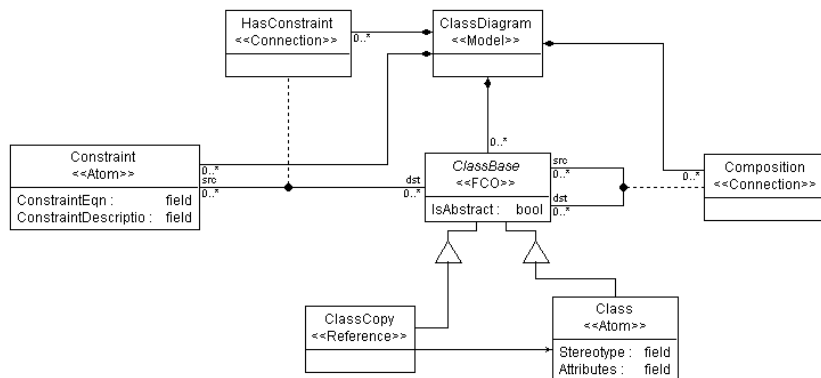 HasConstraint
<<Connection>>
0..*
ClassDiagram
<<Model>>
Constraint
<<Atom>>
ConstraintEqn : field
ConstraintDescriptio : field
0..*
src
0..*
dst
0..*
0..*
ClassBase
<<FCO>>
IsAbstract : bool
src
0..*
dst
0..*
0..*
Composition
<<Connection>>
ClassCopy
<<Reference>>
Class
<<Atom>>
Stereotype : field
Attributes : field